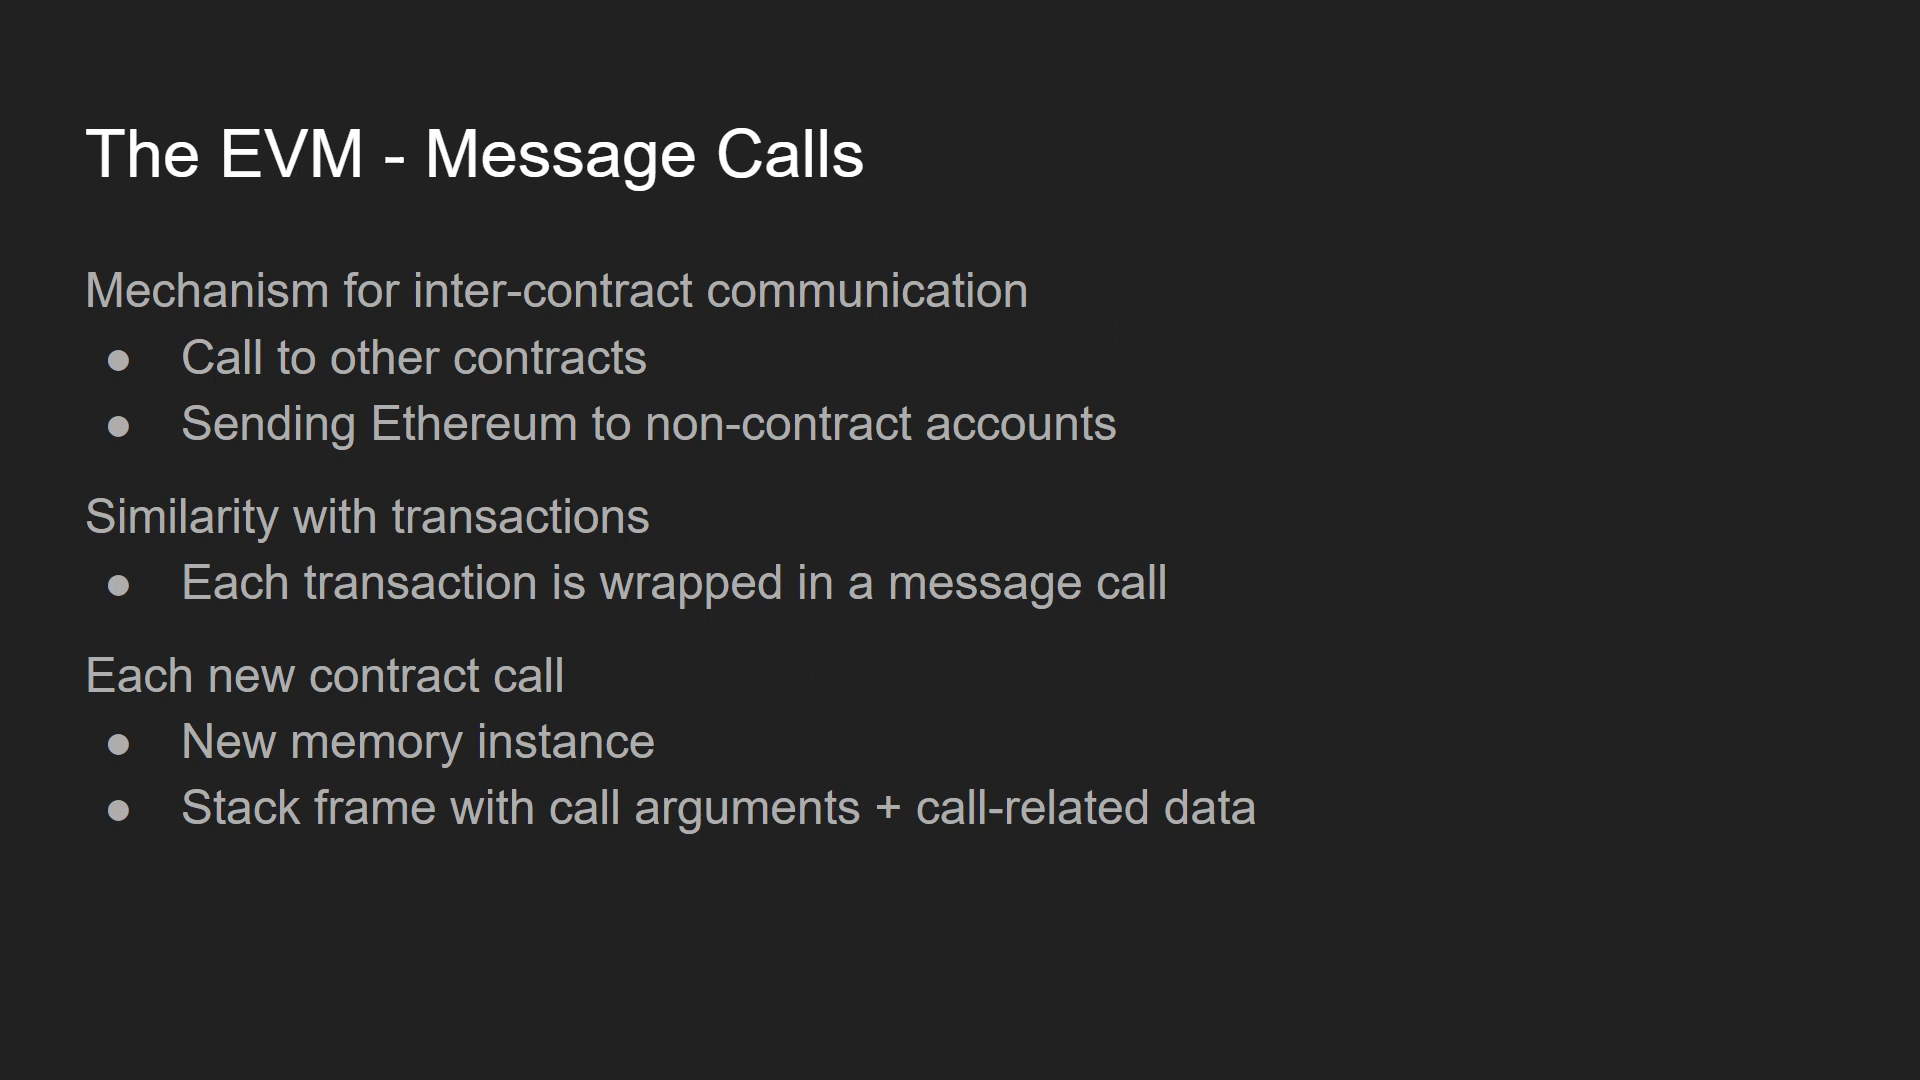 The EVM - Message Calls
Mechanism for inter-contract communication
● Call to other contracts
● Sending Ethereum to non-contract accounts
Similarity with transactions
● Each transaction is wrapped in a message call
Each new contract call
● New memory instance
● Stack frame with call arguments + call-related data